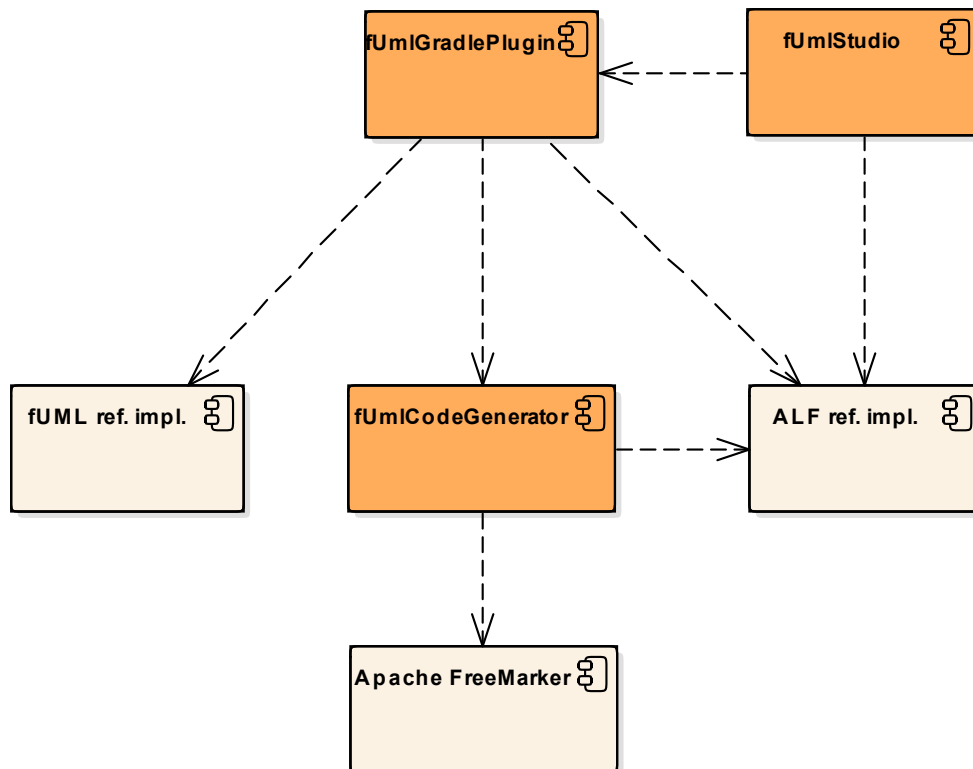 fUmlGradlePlugin
fUmlStudio
fUML ref. impl.
fUmlCodeGenerator
ALF ref. impl.
Apache FreeMarker